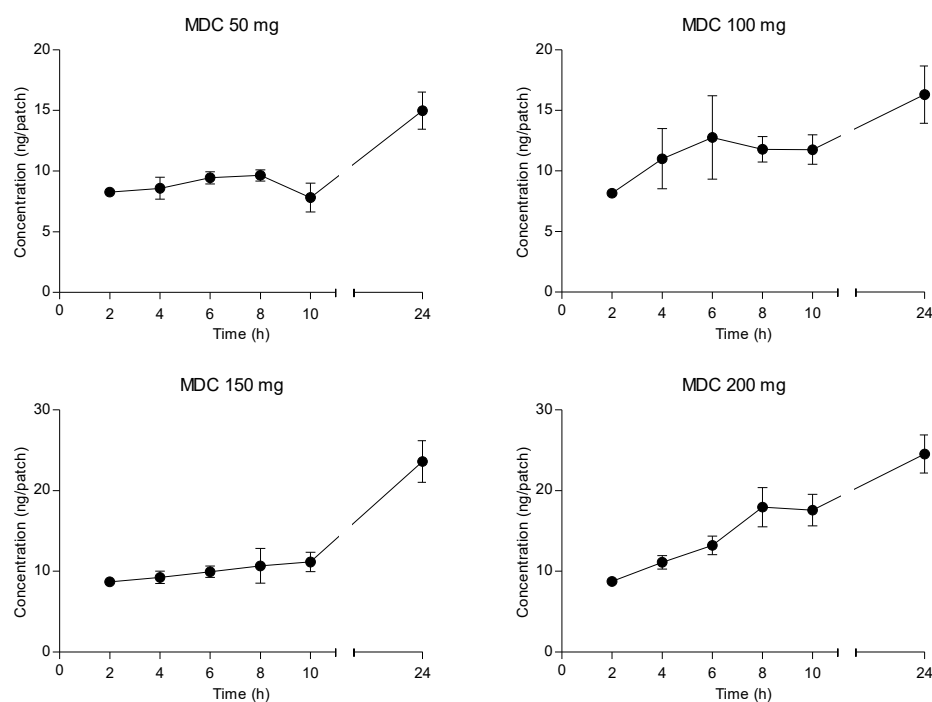 MDC 50 mg
Concentration (ng/patch)
20
15
10
5
0
0 2 4 6 8 10 24
Time (h)
MDC 100 mg
Concentration (ng/patch)
20
15
10
5
0
0 2 4 6 8 10 24
Time (h)
MDC 150 mg
Concentration (ng/patch)
30
20
10
0
0 2 4 6 8 10 24
Time (h)
MDC 200 mg
Concentration (ng/patch)
30
20
10
0
0 2 4 6 8 10 24
Time (h)